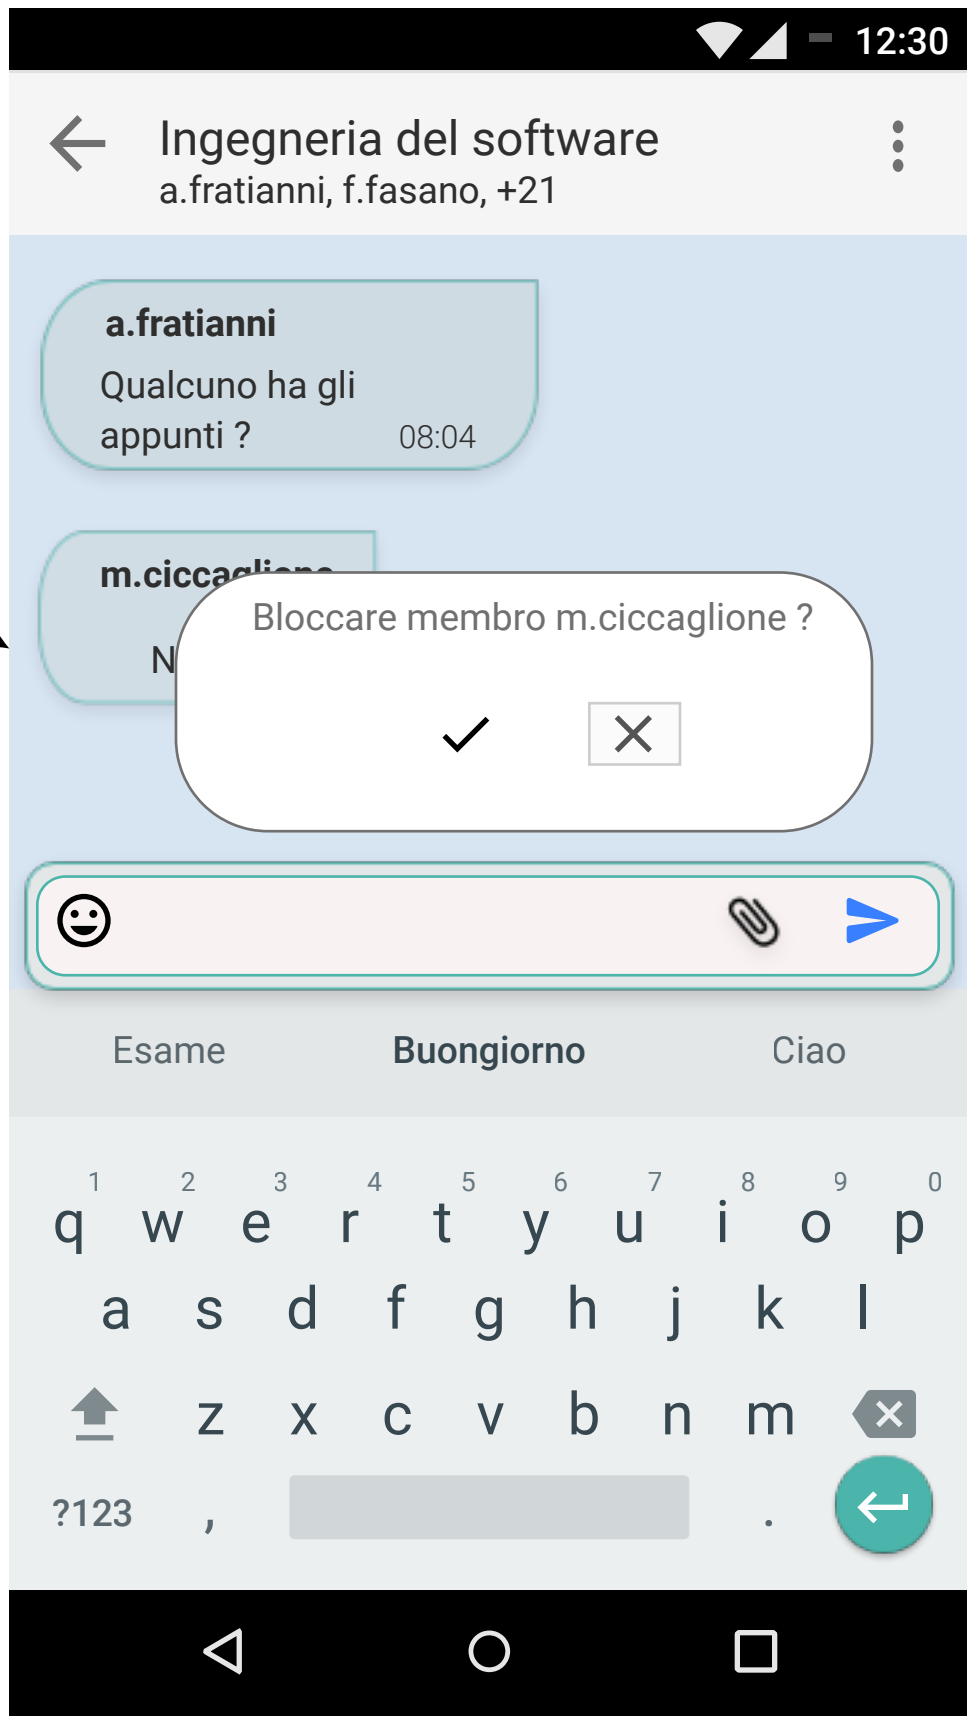 12:30
Ingegneria del software
a.fratianni, f.fasano, +21
a.fratianni
Qualcuno ha gli
appunti ?
08:04
m.ciccaglione
N
Bloccare membro m.ciccaglione ?
Esame Buongiorno Ciao
1 2 3 4 5 6 7 8 9 0
q w e r t y u i o p
a s d f g h j k l
z x c v b n m
?123 , .